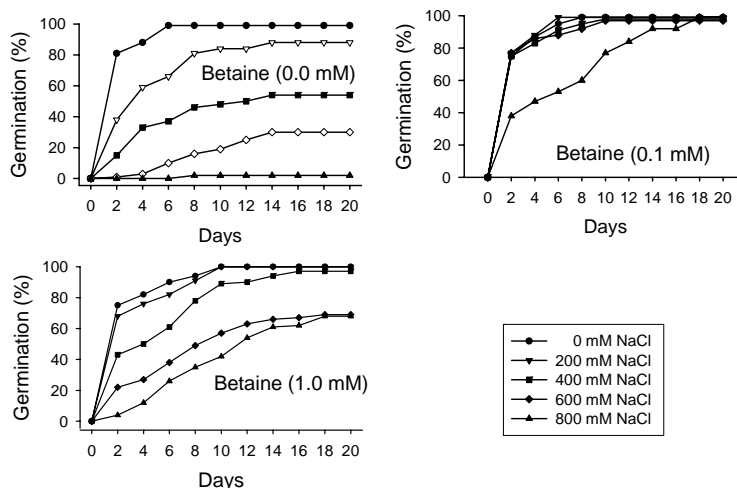 Germination (%)
100
80
60
40
20
0
Betaine (0.0 mM)
0 2 4 6 8 10 12 14 16 18 20
Days
Germination (%)
100
80
60
40
20
0
Betaine (0.1 mM)
0 2 4 6 8 10 12 14 16 18 20
Days
Germination (%)
100
80
60
40
20
0
Betaine (1.0 mM)
0 2 4 6 8 10 12 14 16 18 20
Days
0 mM NaCl
200 mM NaCl
400 mM NaCl
600 mM NaCl
800 mM NaCl